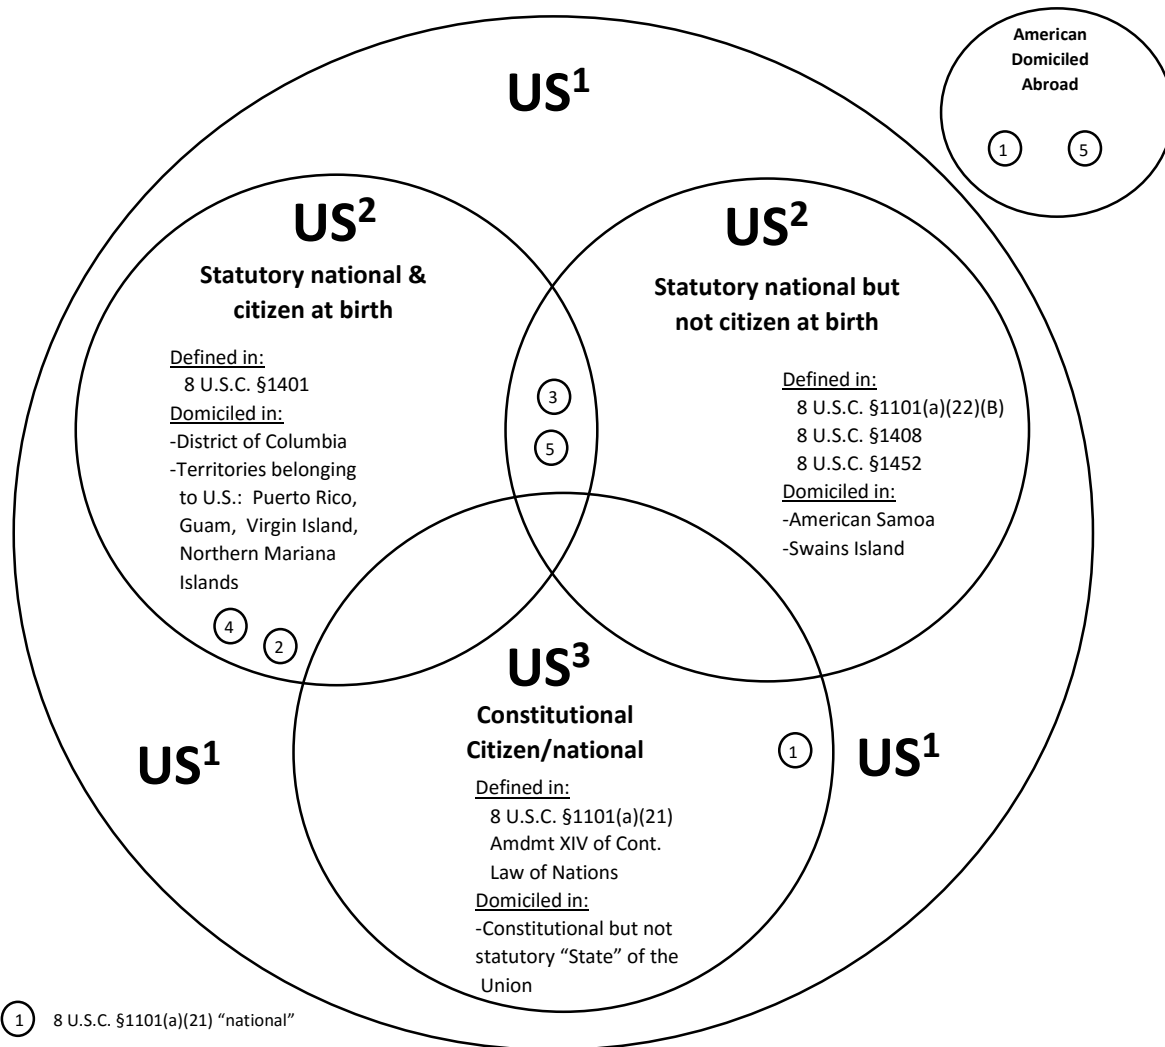 US1
American
Domiciled
Abroad
1 5
US2
Statutory national &
citizen at birth
Defined in:
8 U.S.C. §1401
Domiciled in:
-District of Columbia
-Territories belonging
to U.S.: Puerto Rico,
Guam, Virgin Island,
Northern Mariana
Islands
4
2
3
5
US2
Statutory national but
not citizen at birth
Defined in:
8 U.S.C. §1101(a)(22)(B)
8 U.S.C. §1408
8 U.S.C. §1452
Domiciled in:
-American Samoa
-Swains Island
US3
Constitutional
Citizen/national
Defined in:
8 U.S.C. §1101(a)(21)
Amdmt XIV of Cont.
Law of Nations
Domiciled in:
-Constitutional but not
statutory “State” of the
Union
1
US1
US1
1 8 U.S.C. §1101(a)(21) “national”